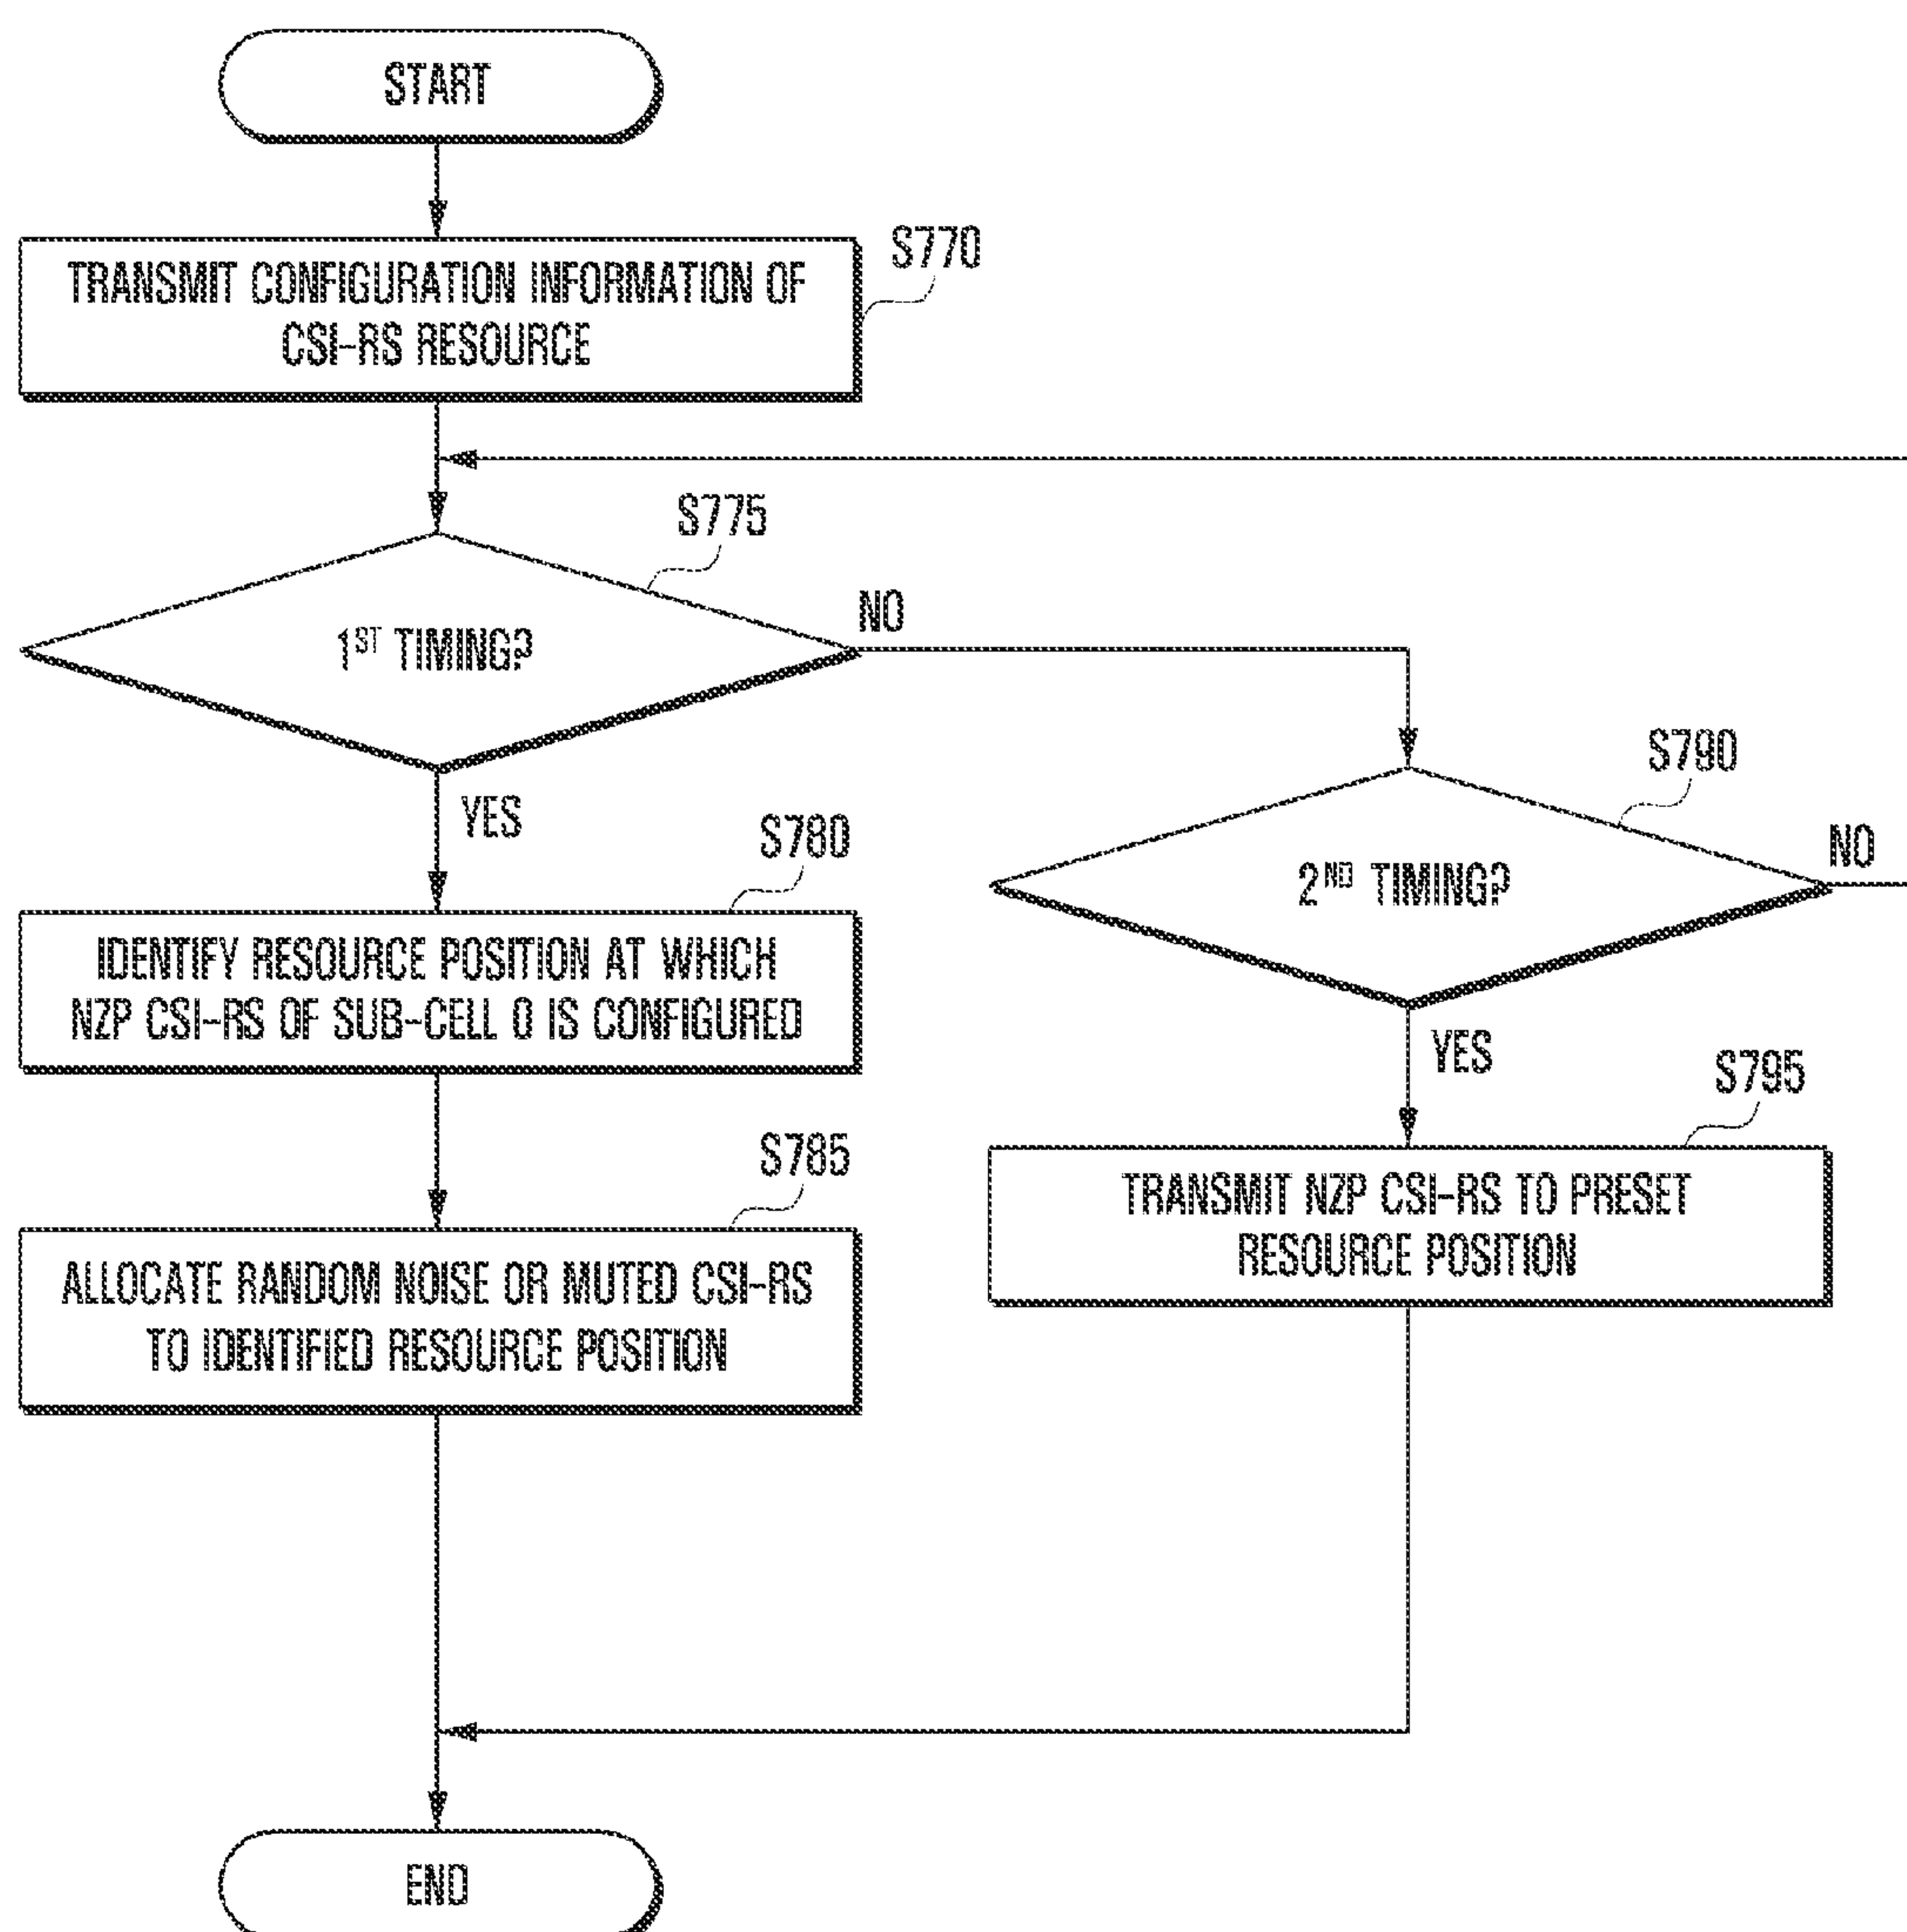 START
S770
TRANSMIT CONFIGURATION INFORMATION OF
CSI-RS RESOURCE
S775
1ST TIMING?
NO
YES
S790
2ND TIMING?
NO
YES
S780
IDENTIFY RESOURCE POSITION AT WHICH
NZP CSI-RS OF SUB-CELL 0 IS CONFIGURED
S795
TRANSMIT NZP CSI-RS TO PRESET
RESOURCE POSITION
S785
ALLOCATE RANDOM NOISE OR MUTED CSI-RS
TO IDENTIFIED RESOURCE POSITION
END